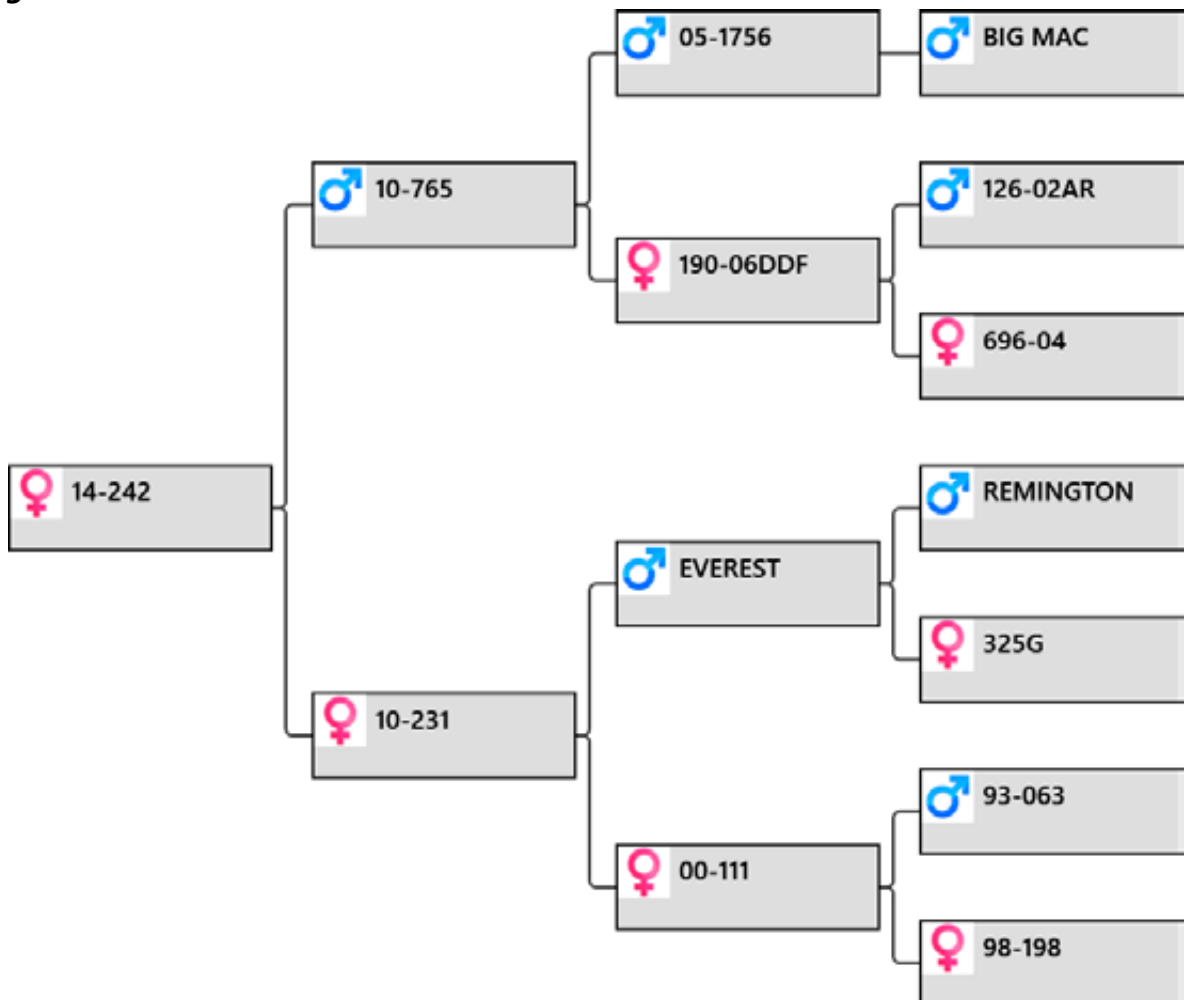 05-1756
BIG MAC
10-765
126-02AR
190-06DDF
696-04
14-242
REMINGTON
EVEREST
325G
10-231
93-063
00-111
98-198